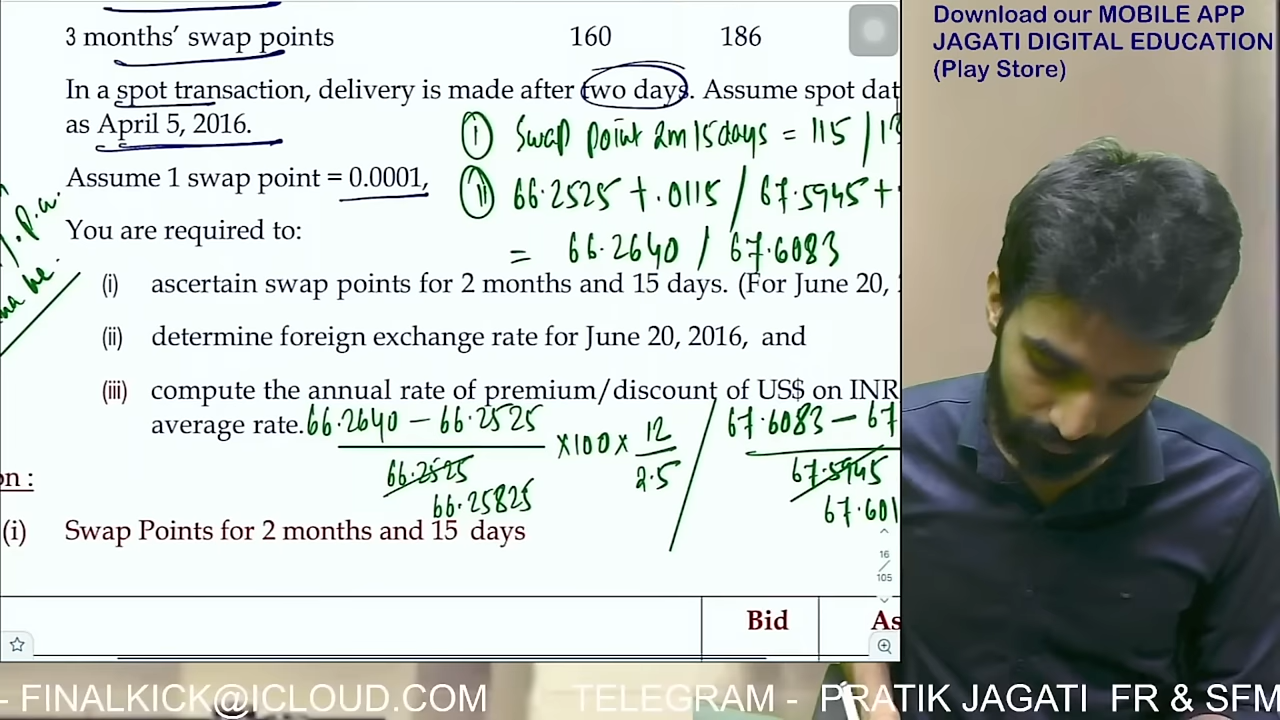 3 months' swap points 160 186
In a spot transaction, delivery is made after two days. Assume spot dat
as April 5, 2016.
(i) Swap point 2m 15days = 115 / 13
Assume 1 swap point = 0.0001,
(ii) 66.2525 + .0115 / 67.5945 +
= 66.2640 / 67.6083
You are required to:
(i) ascertain swap points for 2 months and 15 days. (For June 20,
(ii) determine foreign exchange rate for June 20, 2016, and
(iii) compute the annual rate of premium/discount of US$ on INR
average rate.
66.2640 - 66.2525 / 67.6083 - 67
×100 × 12
2.5
66.2525 67.5945
66.25825 67.601
on :
(i) Swap Points for 2 months and 15 days
Bid As
16
/
105
Download our MOBILE APP
JAGATI DIGITAL EDUCATION
(Play Store)
- FINALKICK@ICLOUD.COM TELEGRAM - PRATIK JAGATI FR & SFM